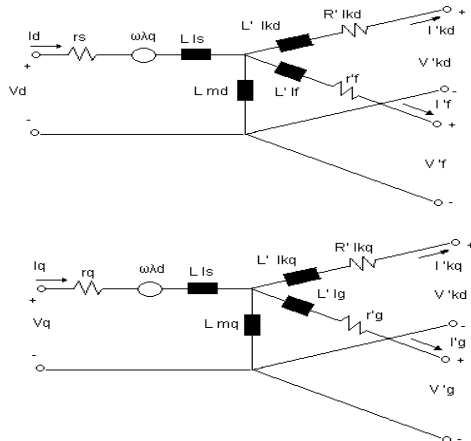 L' lkd R' lkd + I 'kd
Id rs ωλq L ls
L' lf r'f V 'kd
+ -
Vd L md I 'f
+
- V 'f
-
L' lkq R' lkq + I 'kq
Iq rq ωλd L ls
L' lg r'g V 'kd
+ -
Vq L mq I'g
+
- V 'g
-